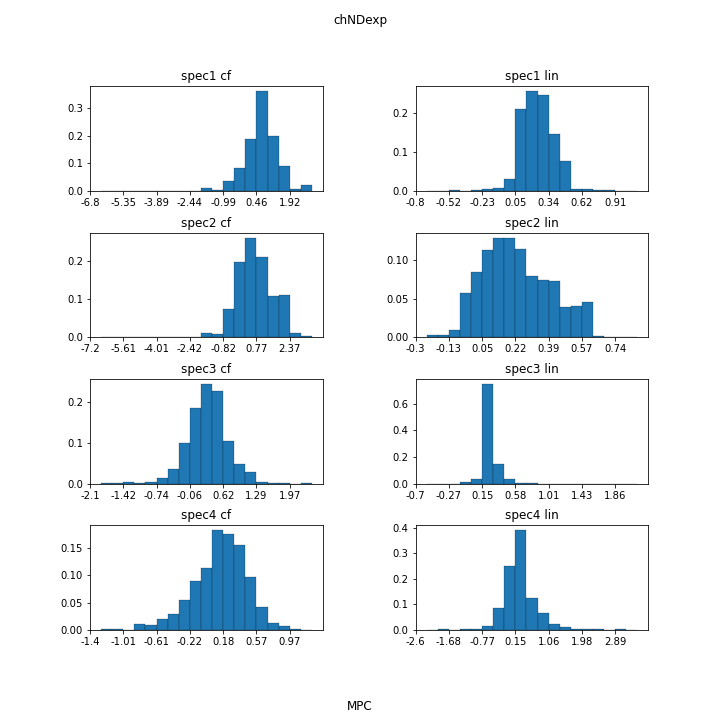 chNDexp
spec1 cf
spec1 lin
0.3
0.2
0.1
0.0
0.2
0.1
0.0
-6.8 -5.35 -3.89 -2.44 -0.99 0.46 1.92
-0.8 -0.52 -0.23 0.05 0.34 0.62 0.91
spec2 cf
spec2 lin
0.2
0.1
0.0
0.10
0.05
0.00
-7.2 -5.61 -4.01 -2.42 -0.82 0.77 2.37
-0.3 -0.13 0.05 0.22 0.39 0.57 0.74
spec3 cf
spec3 lin
0.2
0.1
0.0
0.6
0.4
0.2
0.0
-2.1 -1.42 -0.74 -0.06 0.62 1.29 1.97
-0.7 -0.27 0.15 0.58 1.01 1.43 1.86
spec4 cf
spec4 lin
0.15
0.10
0.05
0.00
0.4
0.3
0.2
0.1
0.0
-1.4 -1.01 -0.61 -0.22 0.18 0.57 0.97
-2.6 -1.68 -0.77 0.15 1.06 1.98 2.89
MPC